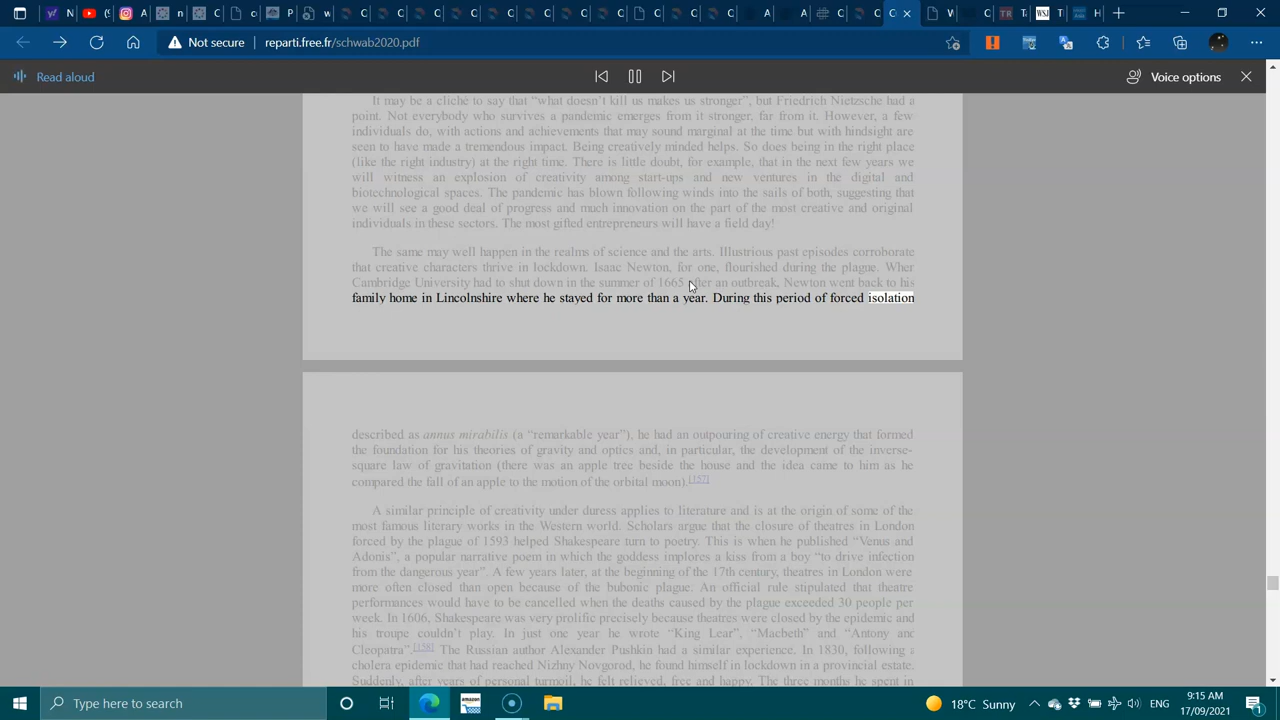 Not secure | reparti.free.fr/schwab2020.pdf
Read aloud
Voice options
It may be a cliché to say that “what doesn’t kill us makes us stronger”, but Friedrich Nietzsche had a
point. Not everybody who survives a pandemic emerges from it stronger, far from it. However, a few
individuals do, with actions and achievements that may sound marginal at the time but with hindsight are
seen to have made a tremendous impact. Being creatively minded helps. So does being in the right place
(like the right industry) at the right time. There is little doubt, for example, that in the next few years we
will witness an explosion of creativity among start-ups and new ventures in the digital and
biotechnological spaces. The pandemic has blown following winds into the sails of both, suggesting that
we will see a good deal of progress and much innovation on the part of the most creative and original
individuals in these sectors. The most gifted entrepreneurs will have a field day!
The same may well happen in the realms of science and the arts. Illustrious past episodes corroborate
that creative characters thrive in lockdown. Isaac Newton, for one, flourished during the plague. When
Cambridge University had to shut down in the summer of 1665 after an outbreak, Newton went back to his
family home in Lincolnshire where he stayed for more than a year. During this period of forced isolation
described as annus mirabilis (a “remarkable year”), he had an outpouring of creative energy that formed
the foundation for his theories of gravity and optics and, in particular, the development of the inverse-
square law of gravitation (there was an apple tree beside the house and the idea came to him as he
compared the fall of an apple to the motion of the orbital moon).[157]
A similar principle of creativity under duress applies to literature and is at the origin of some of the
most famous literary works in the Western world. Scholars argue that the closure of theatres in London
forced by the plague of 1593 helped Shakespeare turn to poetry. This is when he published “Venus and
Adonis”, a popular narrative poem in which the goddess implores a kiss from a boy “to drive infection
from the dangerous year”. A few years later, at the beginning of the 17th century, theatres in London were
more often closed than open because of the bubonic plague. An official rule stipulated that theatre
performances would have to be cancelled when the deaths caused by the plague exceeded 30 people per
week. In 1606, Shakespeare was very prolific precisely because theatres were closed by the epidemic and
his troupe couldn’t play. In just one year he wrote “King Lear”, “Macbeth” and “Antony and
Cleopatra”.[158] The Russian author Alexander Pushkin had a similar experience. In 1830, following a
cholera epidemic that had reached Nizhny Novgorod, he found himself in lockdown in a provincial estate.
Suddenly, after years of personal turmoil, he felt relieved, free and happy. The three months he spent in
Type here to search
18°C Sunny
ENG
9:15 AM
17/09/2021